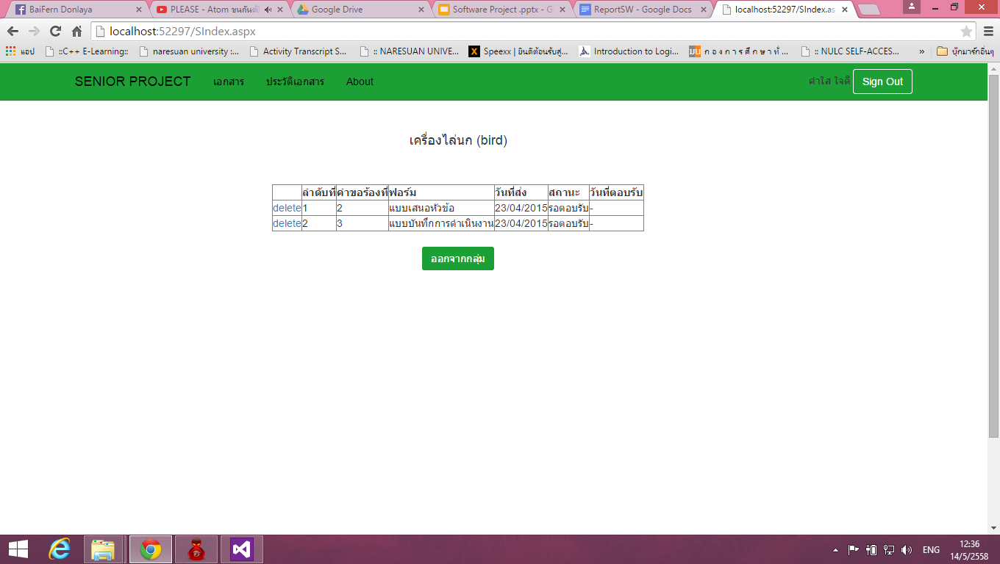 BaiFern Donlaya
PLEASE - Atom ชนกันต์
Google Drive
Software Project .pptx - G
ReportSW - Google Docs
localhost:52297/SIndex.as
localhost:52297/SIndex.aspx
แอป
::C++ E-Learning::
naresuan university :...
Activity Transcript S...
:: NARESUAN UNIVE...
Speexx | ยินดีต้อนรับสู่...
Introduction to Logi...
ก อ ง ก า ร ศึ ก ษ า ทั่ ...
:: NULC SELF-ACCES...
»
บุ๊กมาร์กอื่นๆ
SENIOR PROJECT
เอกสาร
ประวัติเอกสาร
About
คำใส ใจดี
Sign Out
เครื่องไล่นก (bird)
ลำดับที่ คำขอร้องที่ ฟอร์ม วันที่ส่ง สถานะ วันที่ตอบรับ
delete 1 2 แบบเสนอหัวข้อ 23/04/2015 รอตอบรับ -
delete 2 3 แบบบันทึกการดำเนินงาน 23/04/2015 รอตอบรับ -
ออกจากกลุ่ม
ENG
12:36
14/5/2558